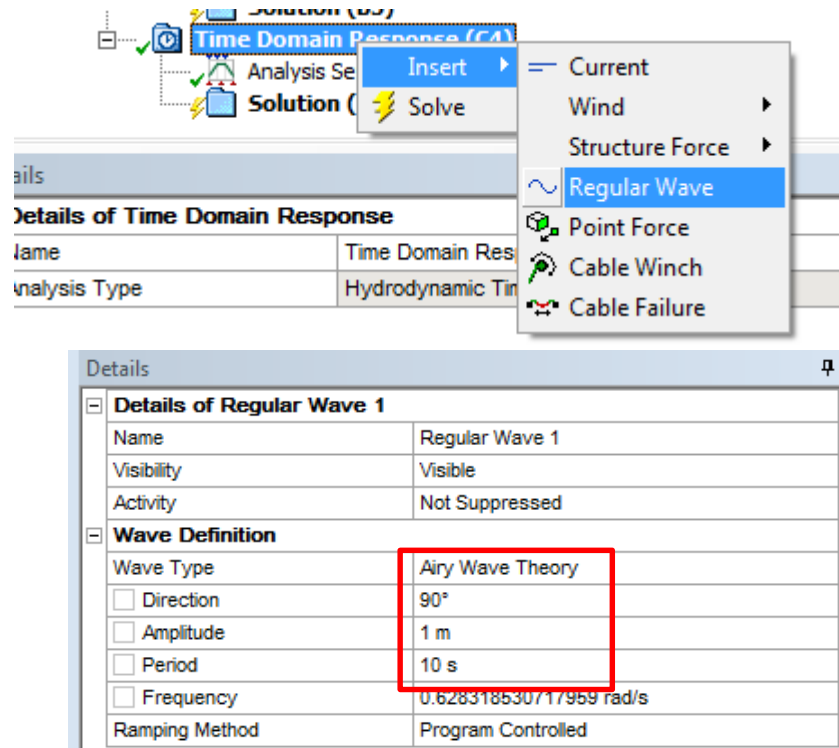 Solution (B5)
Time Domain Response (C4)
Analysis Se
Insert
Current
Solution (
Solve
Wind
Structure Force
Regular Wave
Point Force
Cable Winch
Cable Failure
ails
Details of Time Domain Response
Name Time Domain Res
Analysis Type Hydrodynamic Tim
Details
Details of Regular Wave 1
Name Regular Wave 1
Visibility Visible
Activity Not Suppressed
Wave Definition
Wave Type Airy Wave Theory
Direction 90°
Amplitude 1 m
Period 10 s
Frequency 0.628318530717959 rad/s
Ramping Method Program Controlled